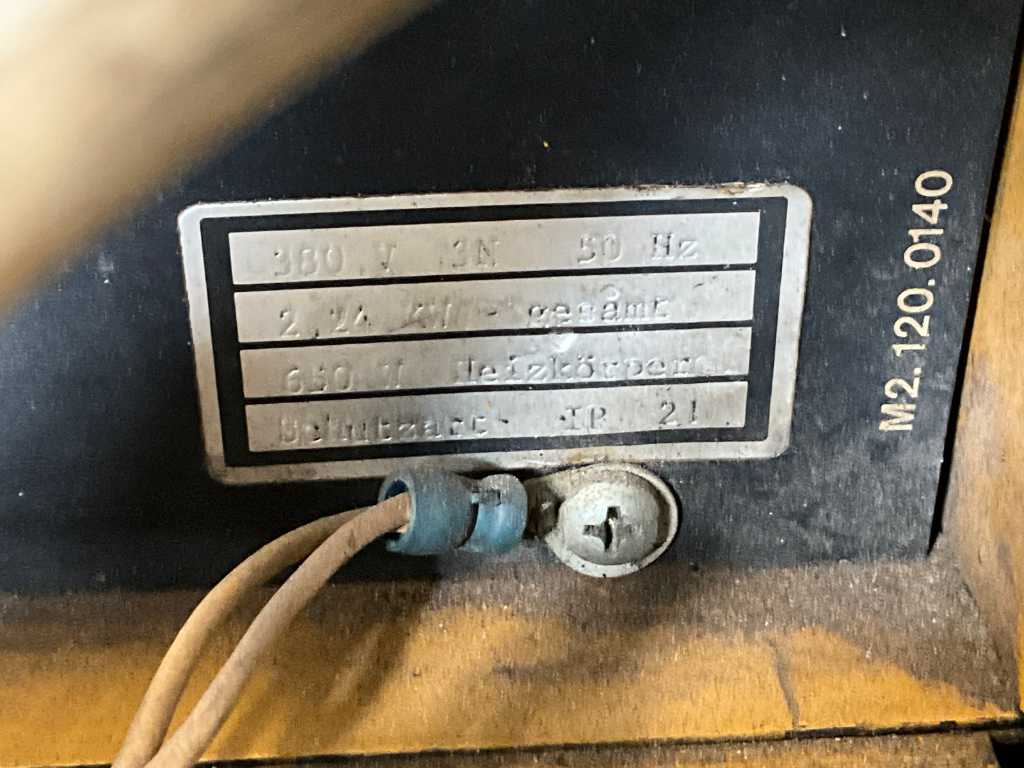 380 V 3N 50 Hz
2,24 KW - gesamt
650 W Heizkörper
Schutzart IP 21
M2.120.0140